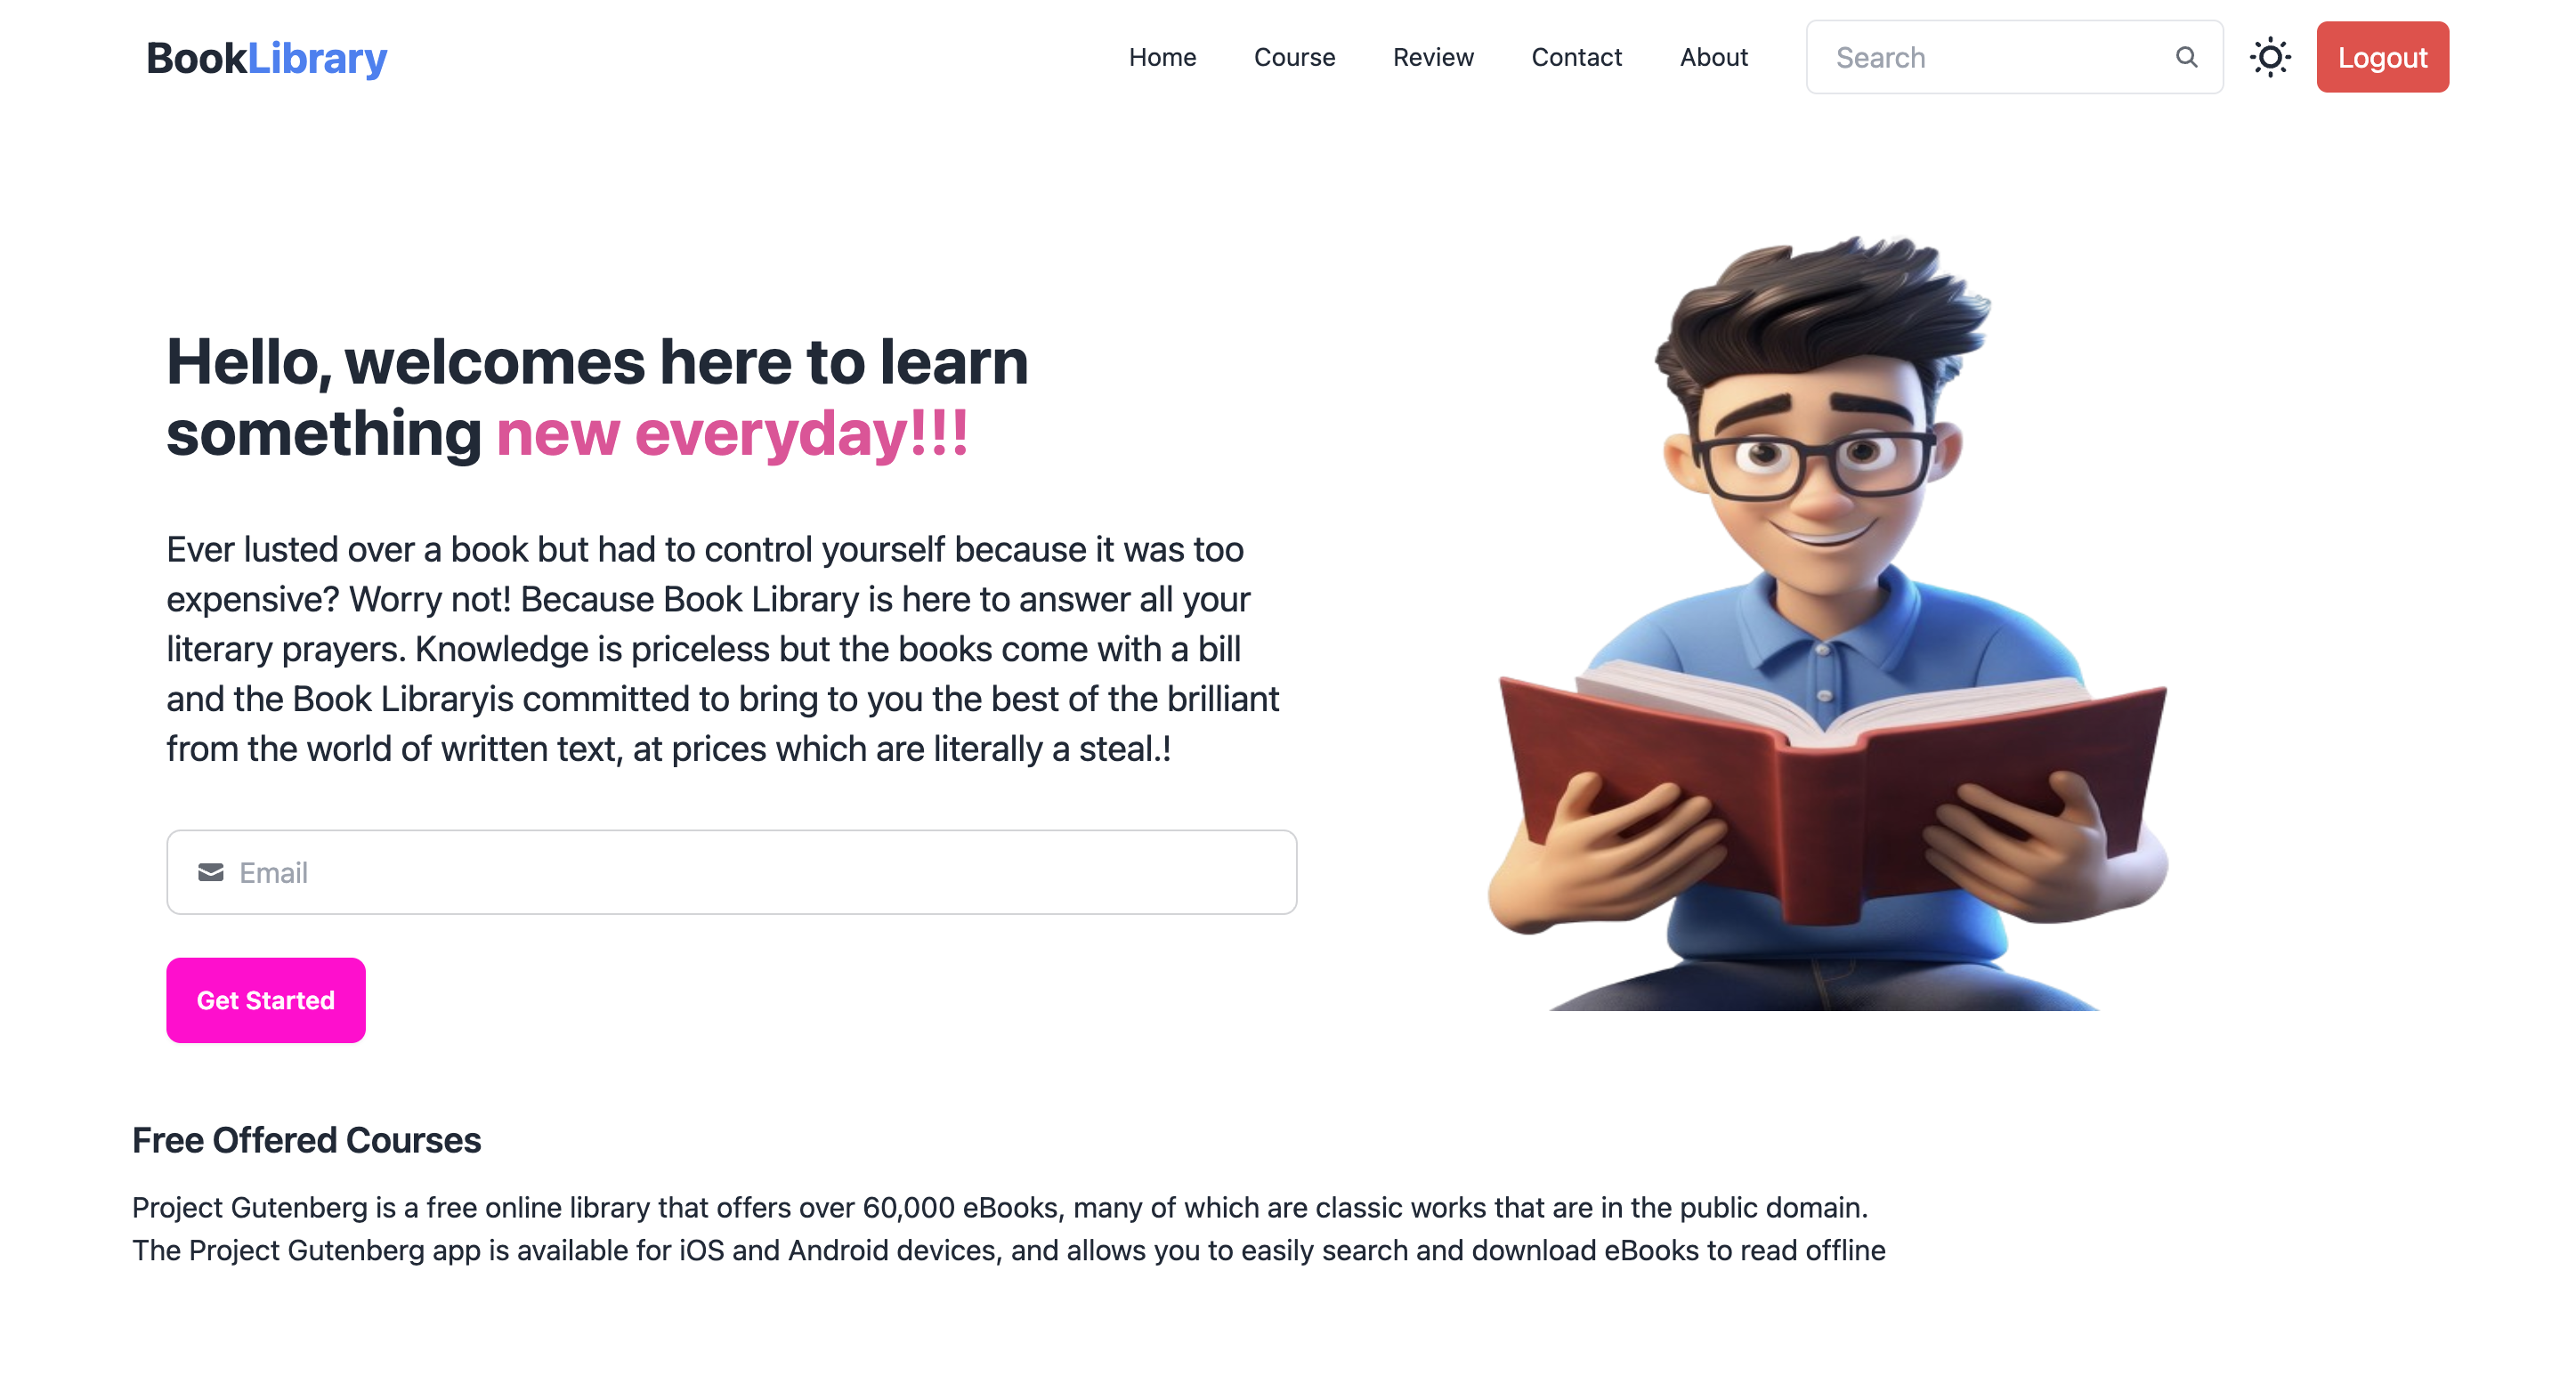 BookLibrary
Home
Course
Review
Contact
About
Search
Logout
Hello, welcomes here to learn
something new everyday!!!
Ever lusted over a book but had to control yourself because it was too
expensive? Worry not! Because Book Library is here to answer all your
literary prayers. Knowledge is priceless but the books come with a bill
and the Book Libraryis committed to bring to you the best of the brilliant
from the world of written text, at prices which are literally a steal.!
Email
Get Started
Free Offered Courses
Project Gutenberg is a free online library that offers over 60,000 eBooks, many of which are classic works that are in the public domain.
The Project Gutenberg app is available for iOS and Android devices, and allows you to easily search and download eBooks to read offline